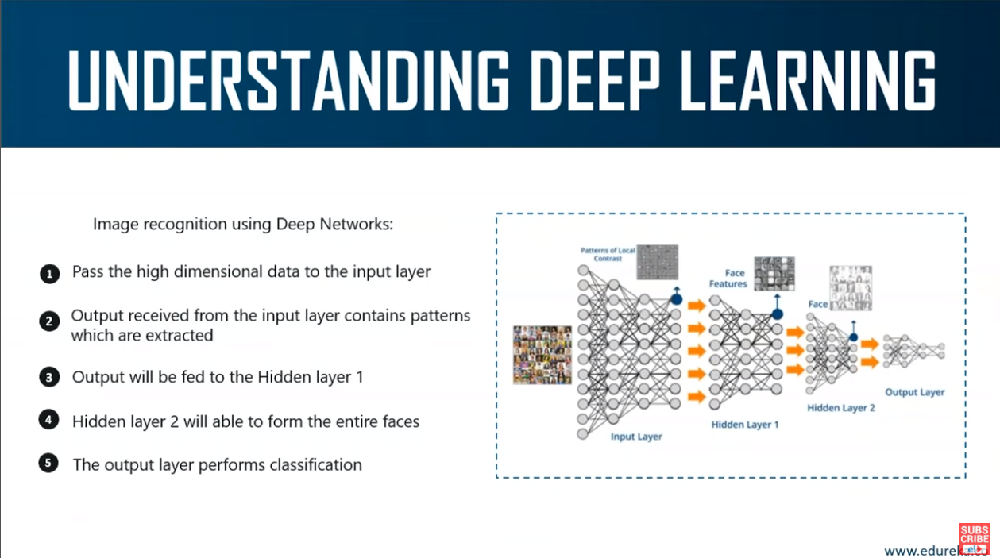 UNDERSTANDING DEEP LEARNING
Image recognition using Deep Networks:
1 Pass the high dimensional data to the input layer
2 Output received from the input layer contains patterns
which are extracted
3 Output will be fed to the Hidden layer 1
4 Hidden layer 2 will able to form the entire faces
5 The output layer performs classification
Patterns of Local
Contrast
Face
Features
Face
Input Layer
Hidden Layer 1
Hidden Layer 2
Output Layer
SUBS
CRIBE
www.edureka.co